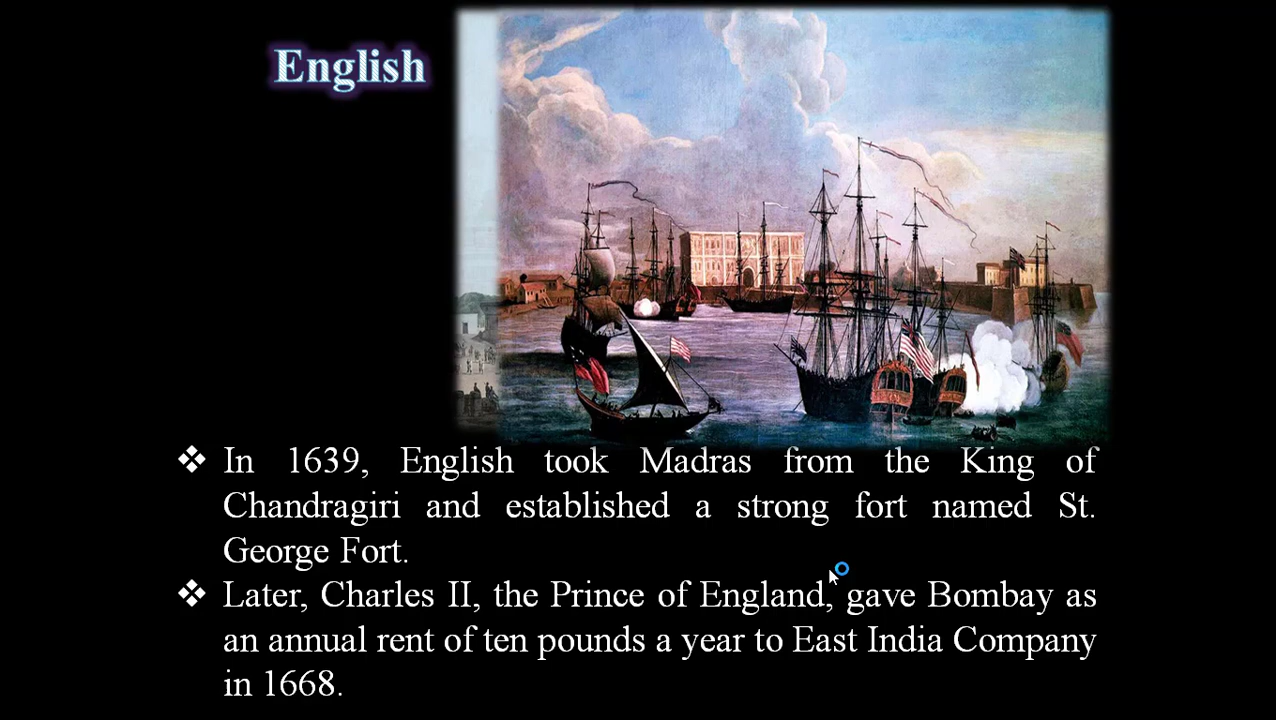 English
❖ In 1639, English took Madras from the King of
Chandragiri and established a strong fort named St.
George Fort.
❖ Later, Charles II, the Prince of England, gave Bombay as
an annual rent of ten pounds a year to East India Company
in 1668.